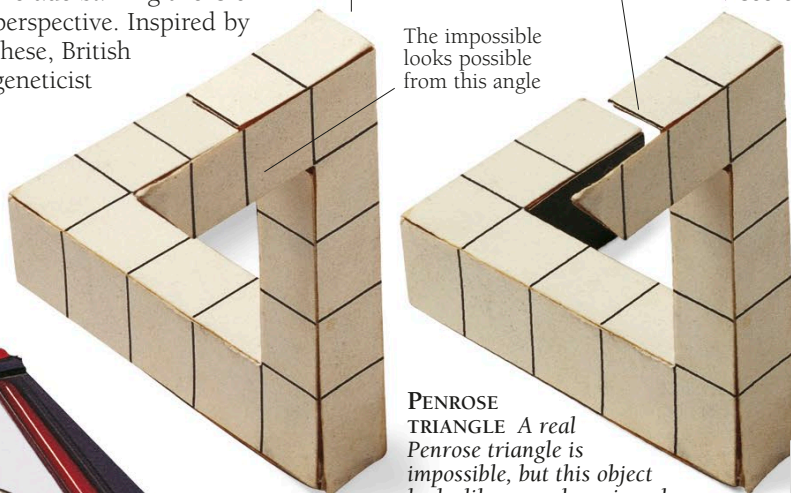 perspective. Inspired by
these, British
geneticist
The impossible
looks possible
from this angle
PENROSE
TRIANGLE A real
Penrose triangle is
impossible, but this object